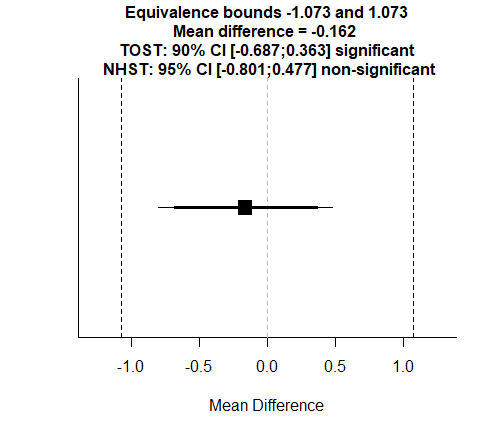 Equivalence bounds -1.073 and 1.073
Mean difference = -0.162
TOST: 90% CI [-0.687;0.363] significant
NHST: 95% CI [-0.801;0.477] non-significant
-1.0 -0.5 0.0 0.5 1.0
Mean Difference